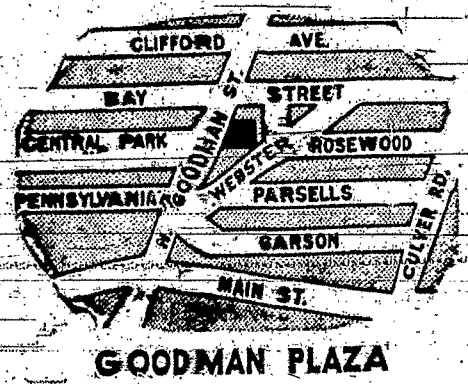 CLIFFORD AVE.
BAY STREET
CENTRAL PARK
N. GOODMAN ST.
WEBSTER
ROSEWOOD
PENNSYLVANIA
PARSELLS
GARSON
CULVER RD.
MAIN ST.
GOODMAN PLAZA